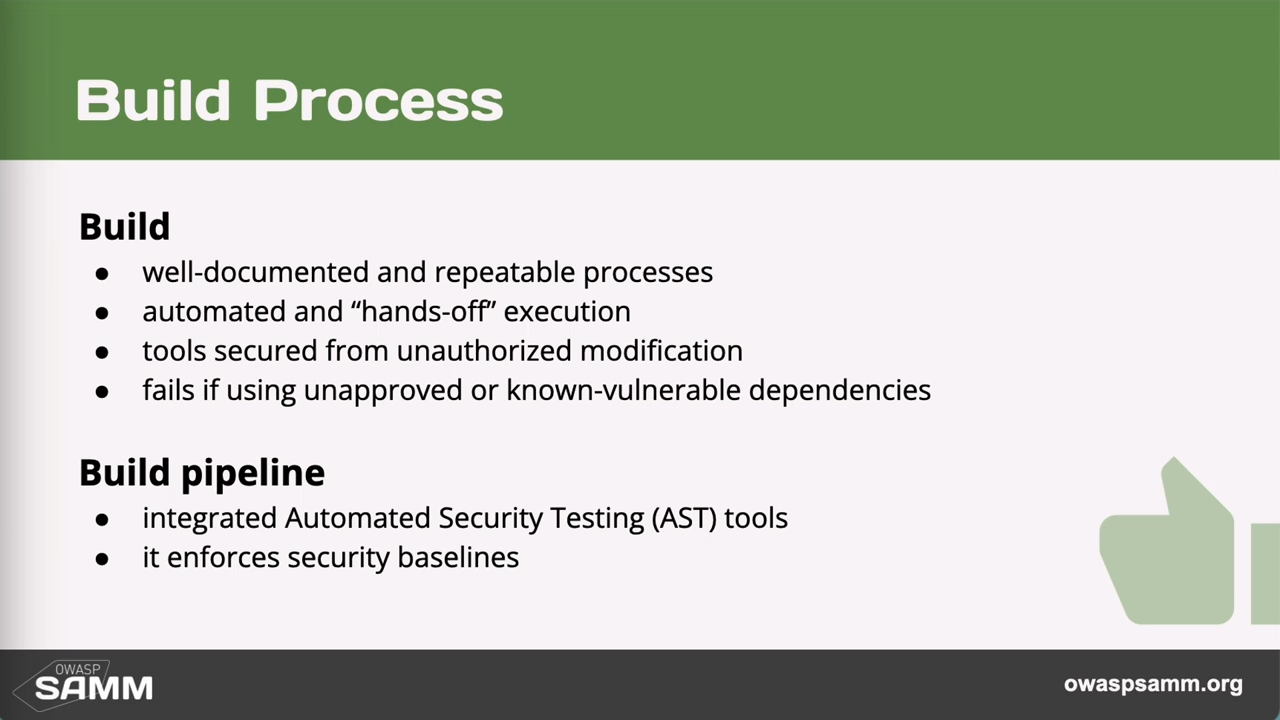 Build Process
Build
● well-documented and repeatable processes
● automated and “hands-off” execution
● tools secured from unauthorized modification
● fails if using unapproved or known-vulnerable dependencies
Build pipeline
● integrated Automated Security Testing (AST) tools
● it enforces security baselines
OWASP
SAMM
owaspsamm.org